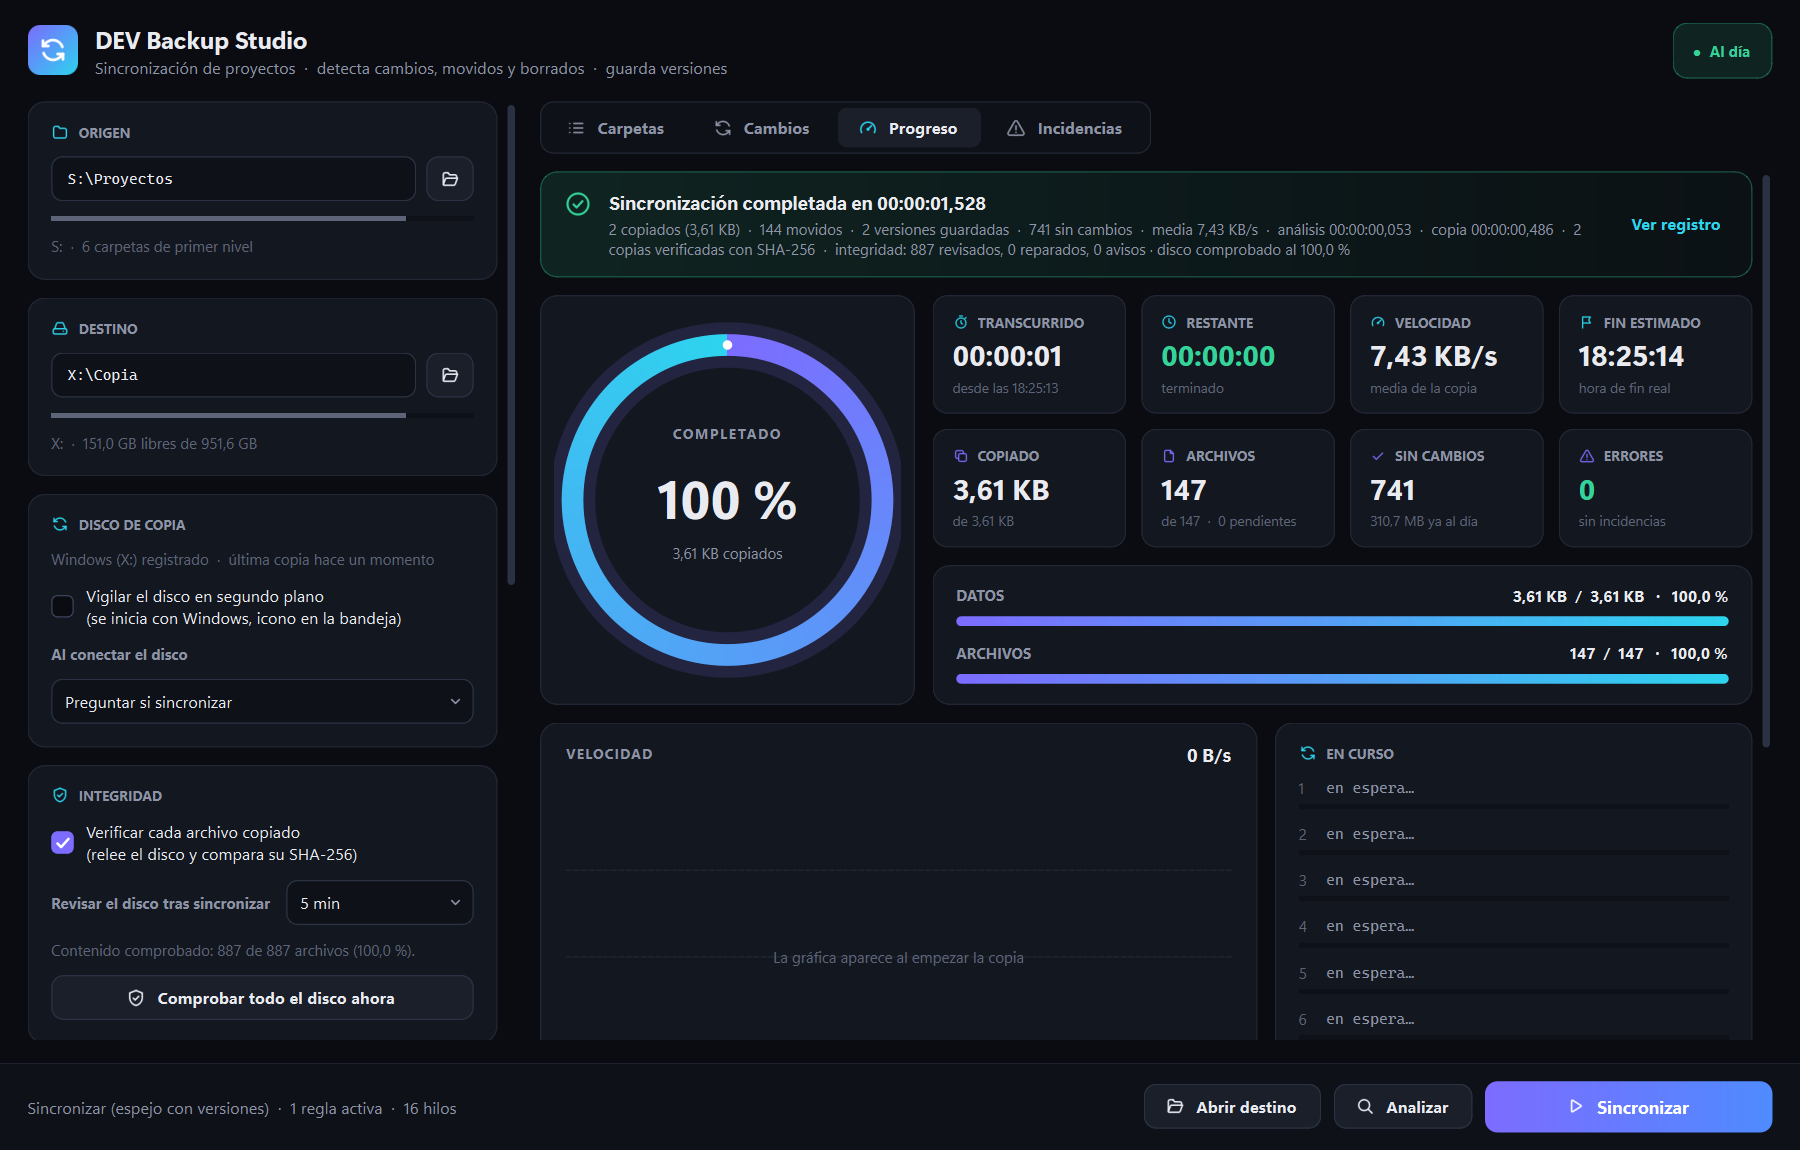 DEV Backup Studio
Sincronización de proyectos · detecta cambios, movidos y borrados · guarda versiones
Al día
ORIGEN
S:\Proyectos
S: · 6 carpetas de primer nivel
DESTINO
X:\Copia
X: · 151,0 GB libres de 951,6 GB
DISCO DE COPIA
Windows (X:) registrado · última copia hace un momento
Vigilar el disco en segundo plano
(se inicia con Windows, icono en la bandeja)
Al conectar el disco
Preguntar si sincronizar
INTEGRIDAD
Verificar cada archivo copiado
(relee el disco y compara su SHA-256)
Revisar el disco tras sincronizar 5 min
Contenido comprobado: 887 de 887 archivos (100,0 %).
Comprobar todo el disco ahora
Carpetas Cambios Progreso Incidencias
Sincronización completada en 00:00:01,528
2 copiados (3,61 KB) · 144 movidos · 2 versiones guardadas · 741 sin cambios · media 7,43 KB/s · análisis 00:00:00,053 · copia 00:00:00,486 · 2
copias verificadas con SHA-256 · integridad: 887 revisados, 0 reparados, 0 avisos · disco comprobado al 100,0 %
Ver registro
COMPLETADO
100 %
3,61 KB copiados
TRANSCURRIDO
00:00:01
desde las 18:25:13
RESTANTE
00:00:00
terminado
VELOCIDAD
7,43 KB/s
media de la copia
FIN ESTIMADO
18:25:14
hora de fin real
COPIADO
3,61 KB
de 3,61 KB
ARCHIVOS
147
de 147 · 0 pendientes
SIN CAMBIOS
741
310,7 MB ya al día
ERRORES
0
sin incidencias
DATOS 3,61 KB / 3,61 KB · 100,0 %
ARCHIVOS 147 / 147 · 100,0 %
VELOCIDAD 0 B/s
La gráfica aparece al empezar la copia
EN CURSO
1 en espera…
2 en espera…
3 en espera…
4 en espera…
5 en espera…
6 en espera…
Sincronizar (espejo con versiones) · 1 regla activa · 16 hilos
Abrir destino
Analizar
Sincronizar